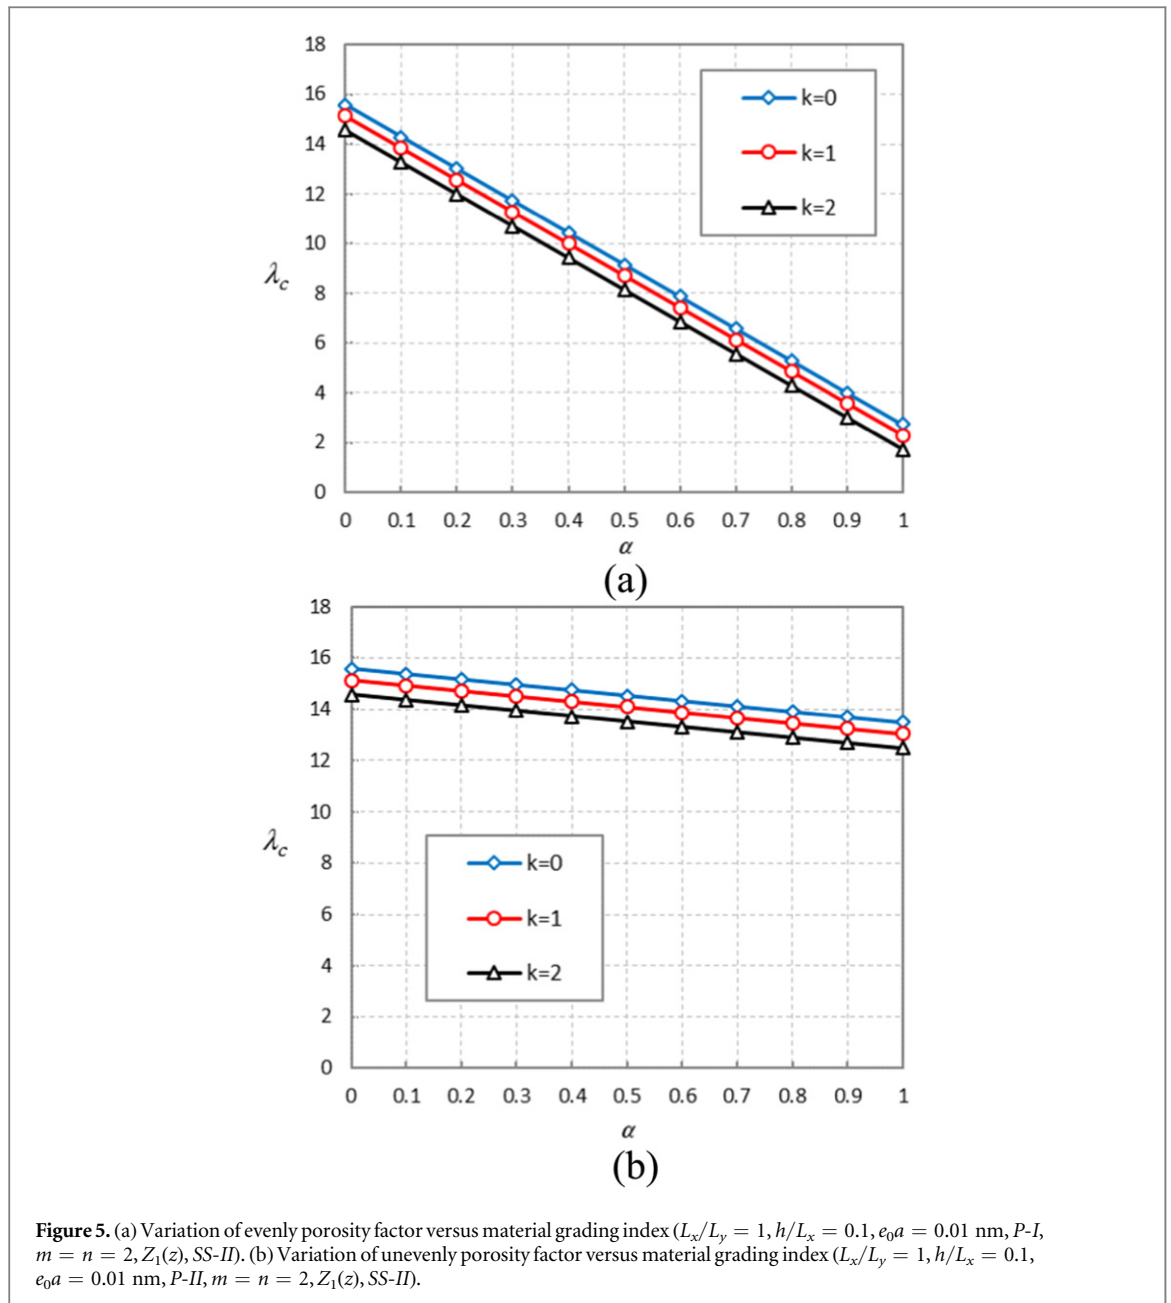 18
16
14
12
10
8
6
4
2
0
λc
k=0
k=1
k=2
0 0.1 0.2 0.3 0.4 0.5 0.6 0.7 0.8 0.9 1
α
(a)
18
16
14
12
10
8
6
4
2
0
λc
k=0
k=1
k=2
0 0.1 0.2 0.3 0.4 0.5 0.6 0.7 0.8 0.9 1
α
(b)
Figure 5. (a) Variation of evenly porosity factor versus material grading index (Lx/Ly = 1, h/Lx = 0.1, e0a = 0.01 nm, P-I,
m = n = 2, Z1(z), SS-II). (b) Variation of unevenly porosity factor versus material grading index (Lx/Ly = 1, h/Lx = 0.1,
e0a = 0.01 nm, P-II, m = n = 2, Z1(z), SS-II).